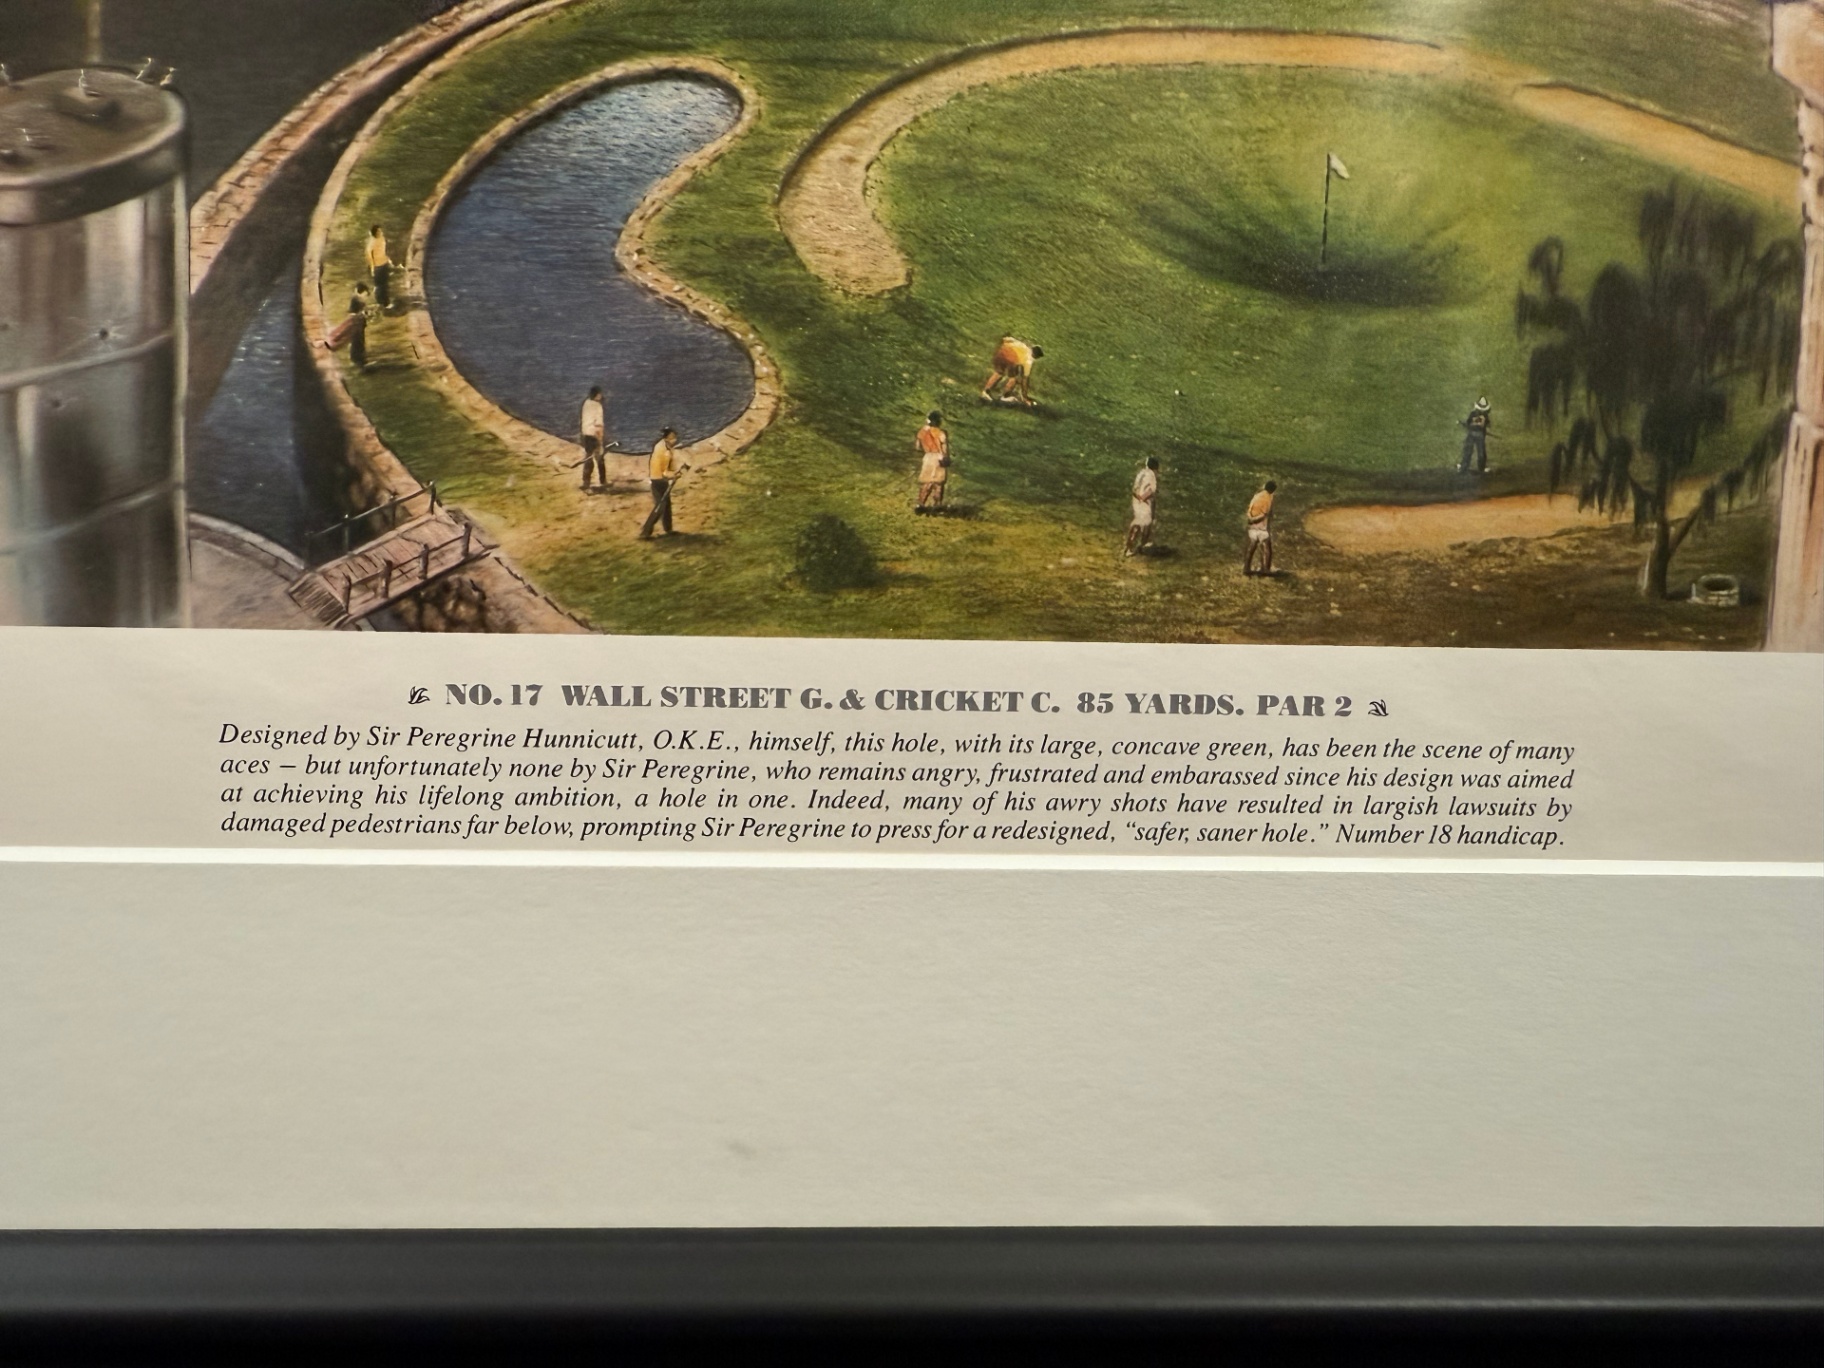 NO. 17 WALL STREET G. & CRICKET C. 85 YARDS. PAR 2
Designed by Sir Peregrine Hunnicutt, O.K.E., himself, this hole, with its large, concave green, has been the scene of many
aces – but unfortunately none by Sir Peregrine, who remains angry, frustrated and embarassed since his design was aimed
at achieving his lifelong ambition, a hole in one. Indeed, many of his awry shots have resulted in largish lawsuits by
damaged pedestrians far below, prompting Sir Peregrine to press for a redesigned, “safer, saner hole.” Number 18 handicap.